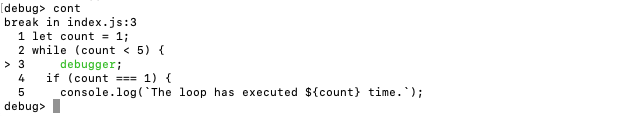 [debug> cont
break in index.js:3
  1 let count = 1;
  2 while (count < 5) {
> 3     debugger;
  4   if (count === 1) {
  5     console.log(`The loop has executed ${count} time.`);
debug>